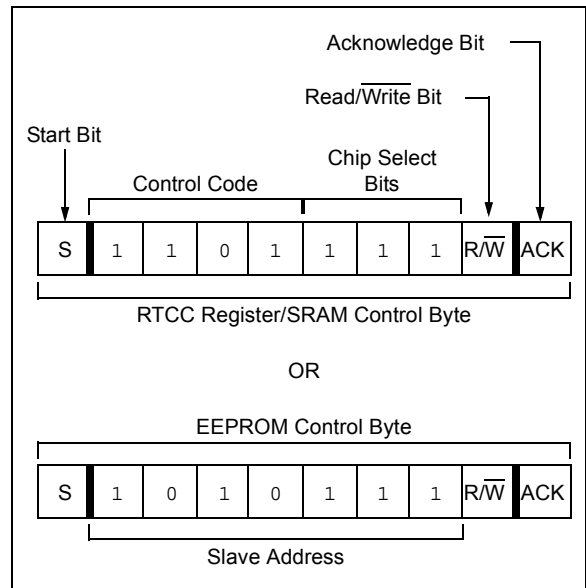 Acknowledge Bit
Read/Write Bit
Start Bit
Chip Select
Control Code Bits
S 1 1 0 1 1 1 1 R/W ACK
RTCC Register/SRAM Control Byte
OR
EEPROM Control Byte
S 1 0 1 0 1 1 1 R/W ACK
Slave Address